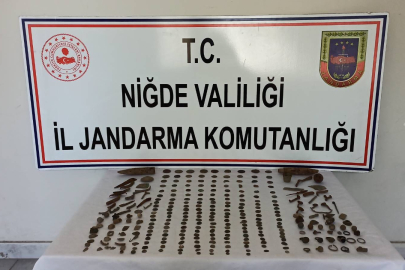 T.C.
NİĞDE VALİLİĞİ
İL JANDARMA KOMUTANLIĞI